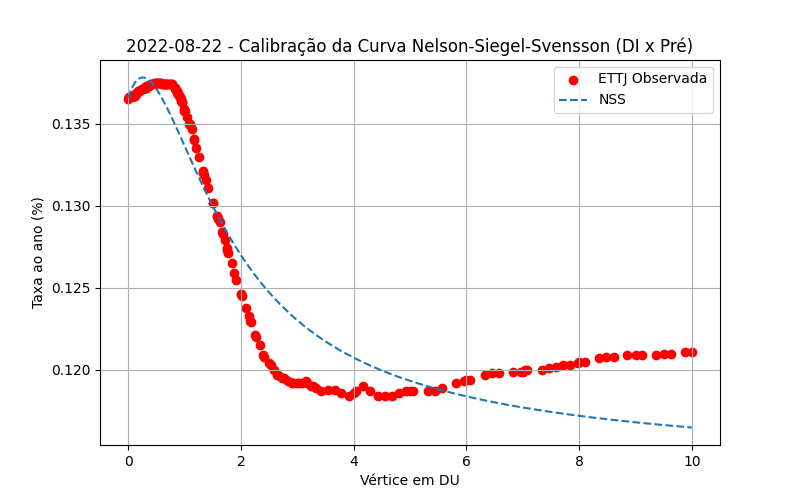 2022-08-22 - Calibração da Curva Nelson-Siegel-Svensson (DI x Pré)
ETTJ Observada
NSS
Taxa ao ano (%)
0.135
0.130
0.125
0.120
0 2 4 6 8 10
Vértice em DU